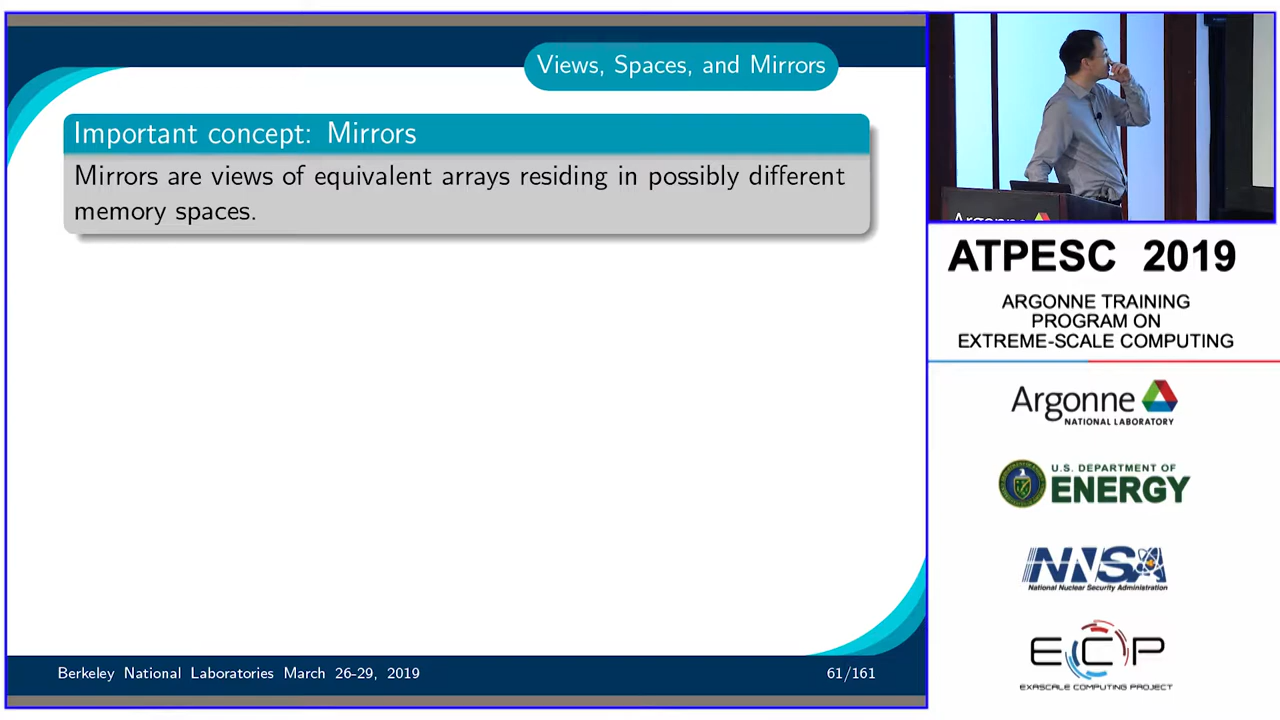 Views, Spaces, and Mirrors
Important concept: Mirrors
Mirrors are views of equivalent arrays residing in possibly different
memory spaces.
Berkeley National Laboratories March 26-29, 2019
61/161
Argonne
ATPESC 2019
ARGONNE TRAINING
PROGRAM ON
EXTREME-SCALE COMPUTING
Argonne
NATIONAL LABORATORY
U.S. DEPARTMENT OF
ENERGY
NNSA
National Nuclear Security Administration
ECP
EXASCALE COMPUTING PROJECT